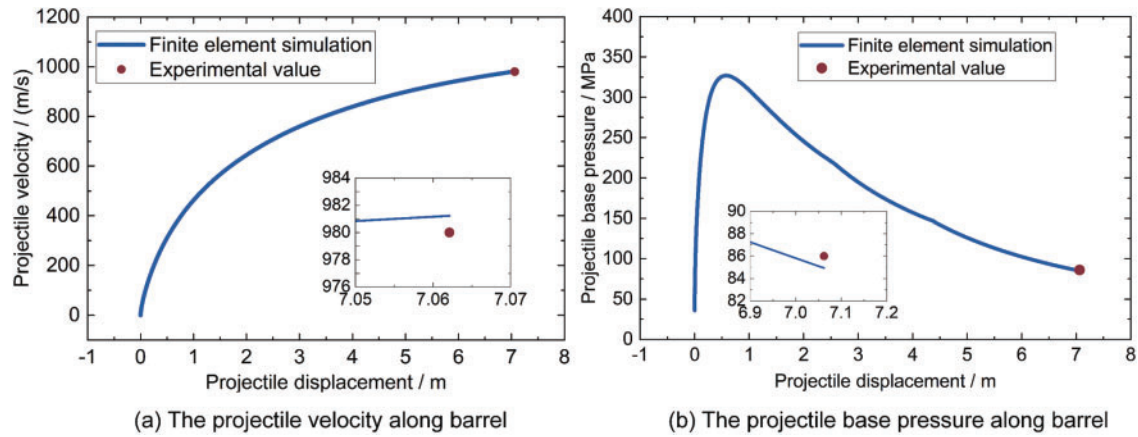 Finite element simulation
Experimental value
Projectile velocity / (m/s)
1200
1000
800
600
400
200
0
984
982
980
978
976
7.05
7.06
7.07
-1 0 1 2 3 4 5 6 7 8
Projectile displacement / m
(a) The projectile velocity along barrel
Finite element simulation
Experimental value
Projectile base pressure / MPa
400
350
300
250
200
150
100
50
0
90
88
86
84
82
6.9 7.0 7.1 7.2
-1 0 1 2 3 4 5 6 7 8
Projectile displacement / m
(b) The projectile base pressure along barrel